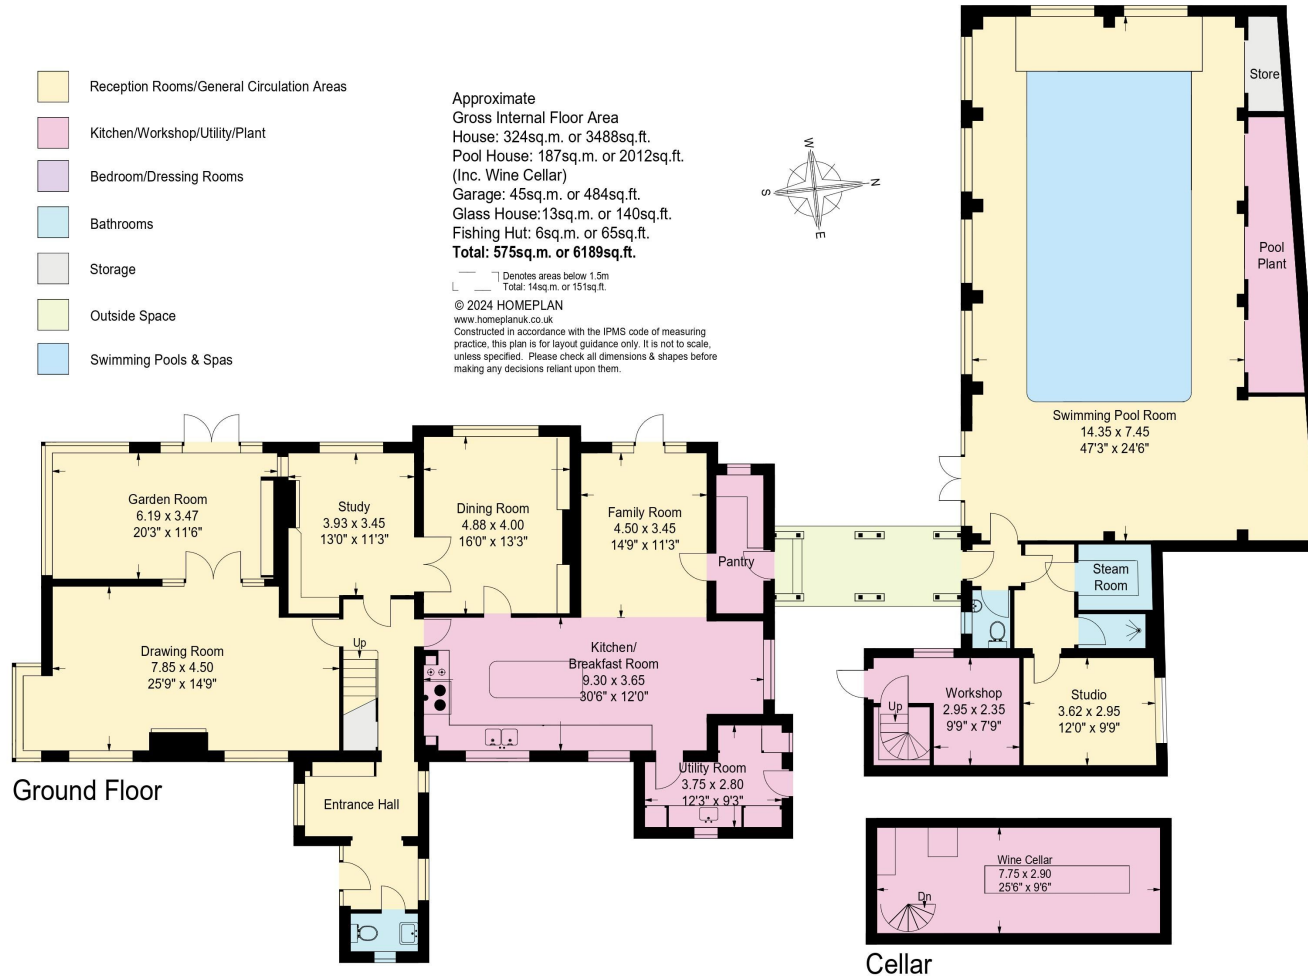 Reception Rooms/General Circulation Areas
Kitchen/Workshop/Utility/Plant
Bedroom/Dressing Rooms
Bathrooms
Storage
Outside Space
Swimming Pools & Spas
Approximate
Gross Internal Floor Area
House: 324sq.m. or 3488sq.ft.
Pool House: 187sq.m. or 2012sq.ft.
(Inc. Wine Cellar)
Garage: 45sq.m. or 484sq.ft.
Glass House:13sq.m. or 140sq.ft.
Fishing Hut: 6sq.m. or 65sq.ft.
Total: 575sq.m. or 6189sq.ft.
Denotes areas below 1.5m
Total: 14sq.m. or 151sq.ft.
© 2024 HOMEPLAN
www.homeplanuk.co.uk
Constructed in accordance with the IPMS code of measuring
practice, this plan is for layout guidance only. It is not to scale,
unless specified. Please check all dimensions & shapes before
making any decisions reliant upon them.
W
N
S
E
Store
Pool
Plant
Swimming Pool Room
14.35 x 7.45
47'3" x 24'6"
Garden Room
6.19 x 3.47
20'3" x 11'6"
Study
3.93 x 3.45
13'0" x 11'3"
Dining Room
4.88 x 4.00
16'0" x 13'3"
Family Room
4.50 x 3.45
14'9" x 11'3"
Pantry
Steam
Room
Drawing Room
7.85 x 4.50
25'9" x 14'9"
Up
Kitchen/
Breakfast Room
9.30 x 3.65
30'6" x 12'0"
Workshop
2.95 x 2.35
9'9" x 7'9"
Up
Studio
3.62 x 2.95
12'0" x 9'9"
Utility Room
3.75 x 2.80
12'3" x 9'3"
Entrance Hall
Ground Floor
Wine Cellar
7.75 x 2.90
25'6" x 9'6"
Dn
Cellar